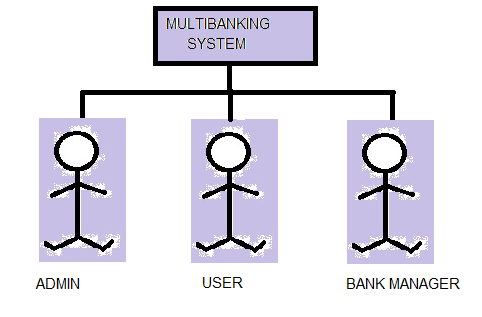 MULTIBANKING
SYSTEM
ADMIN
USER
BANK MANAGER